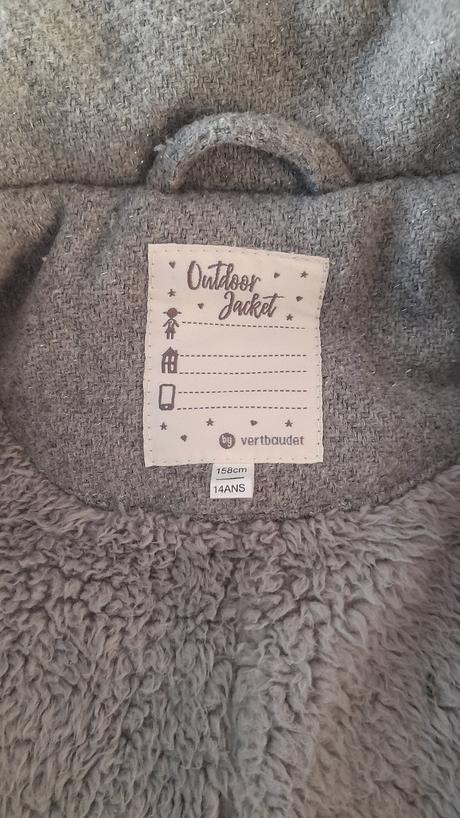 Outdoor
Jacket
by vertbaudet
158cm
14ANS